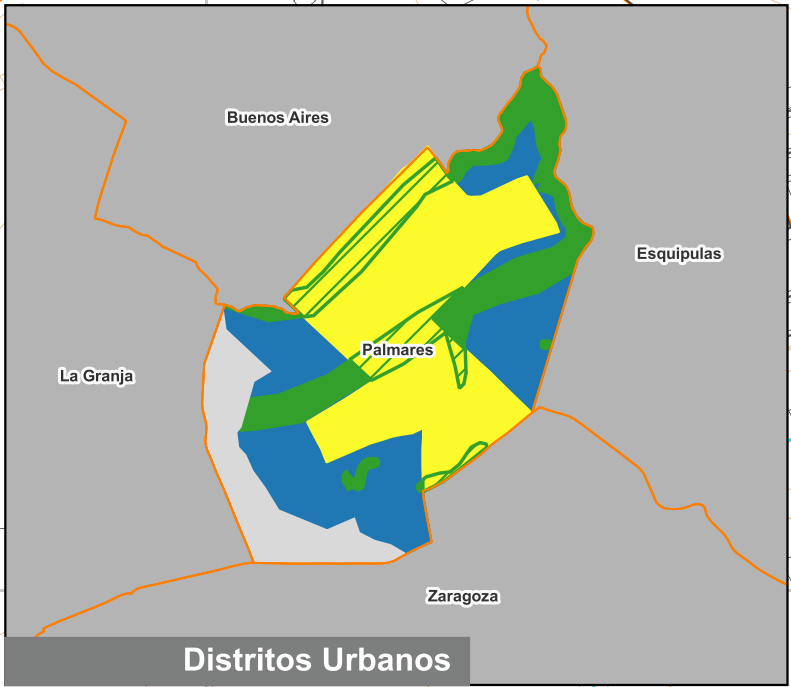 Buenos Aires
Esquipulas
Palmares
La Granja
Zaragoza
Distritos Urbanos